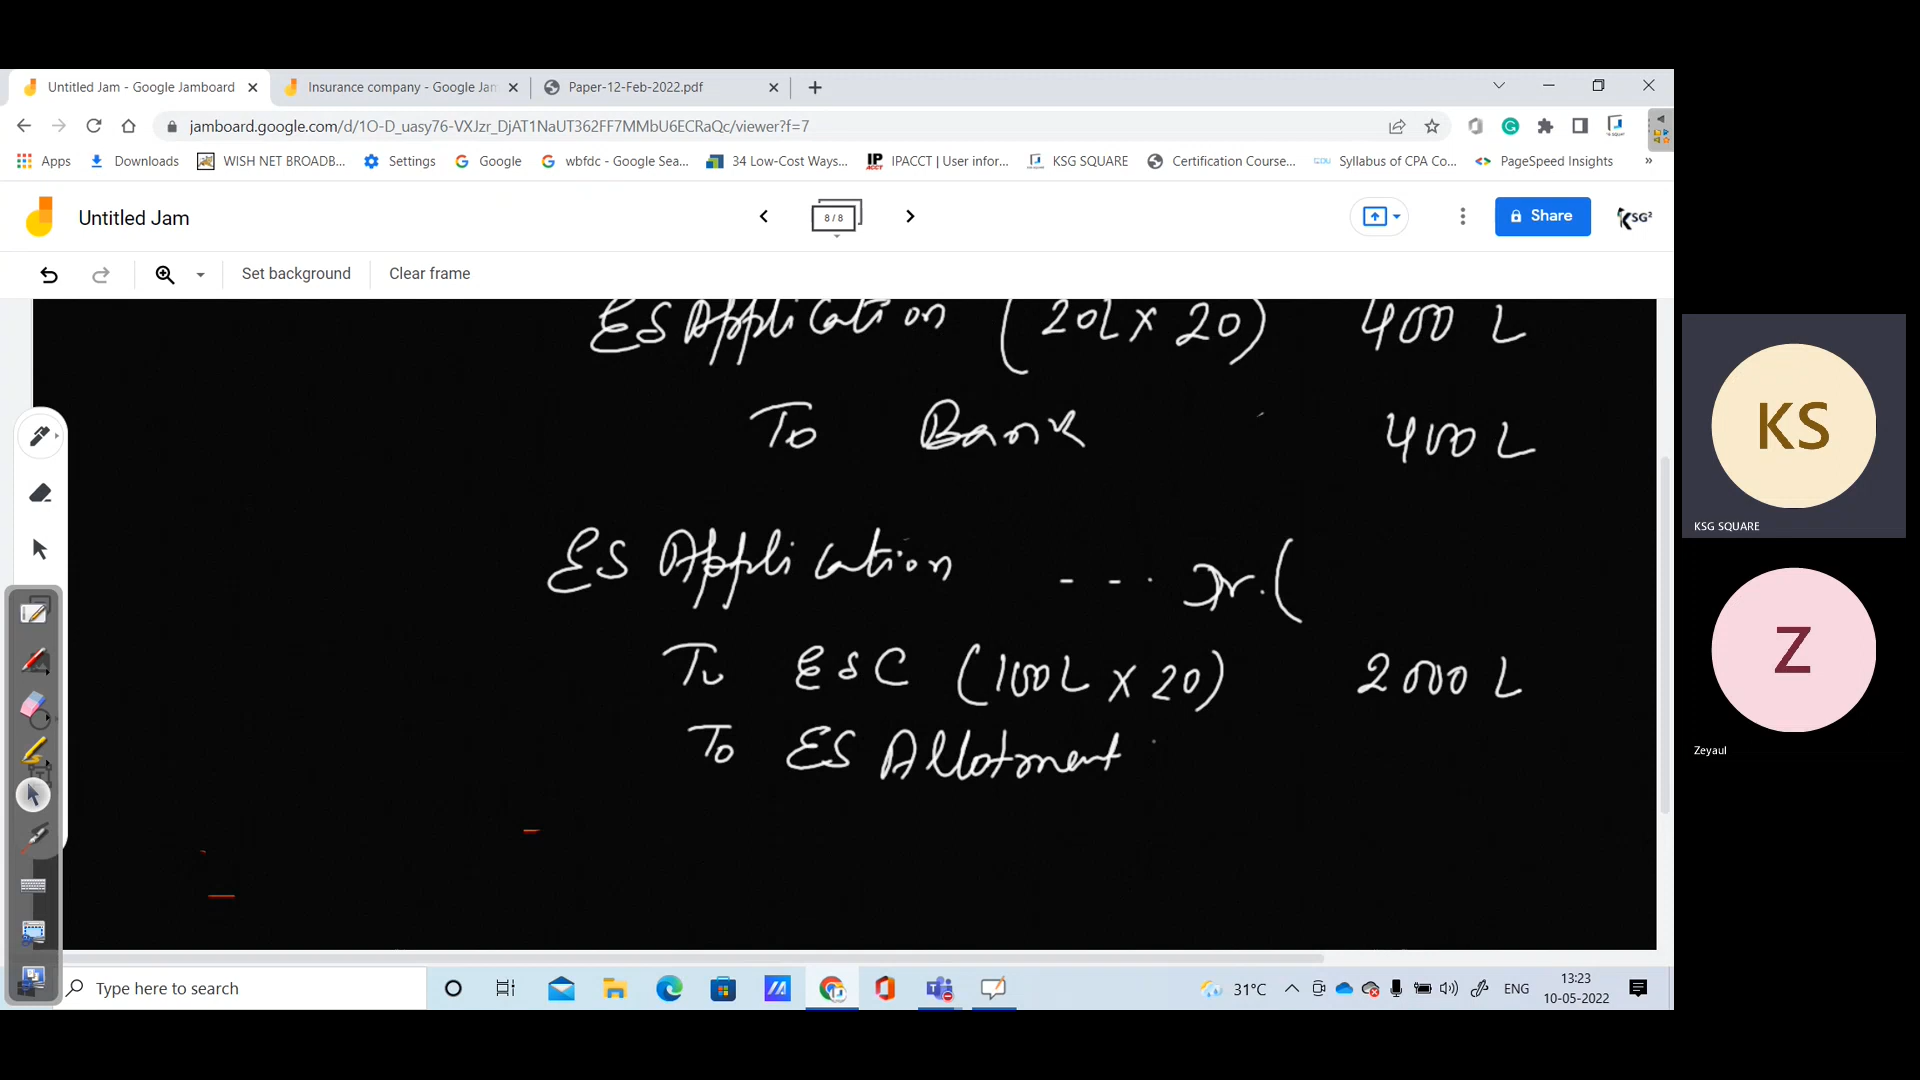 Untitled Jam - Google Jamboard
Insurance company - Google Jam
Paper-12-Feb-2022.pdf
jamboard.google.com/d/1O-D_uasy76-VXJzr_DjAT1NaUT362FF7MMbU6ECRaQc/viewer?f=7
Apps Downloads WISH NET BROADB... Settings Google wbfdc - Google Sea... 34 Low-Cost Ways... IPACCT | User infor... KSG SQUARE Certification Course... Syllabus of CPA Co... PageSpeed Insights »
Untitled Jam
8 / 8
Share
KSG²
Set background Clear frame
ES Application (20L X 20) 400 L
To Bank 400 L
ES Application - - - Dr. (
To ESC (100L X 20) 2000 L
To ES Allotment
KS
KSG SQUARE
Z
Zeyaul
Type here to search
31°C
ENG
13:23
10-05-2022